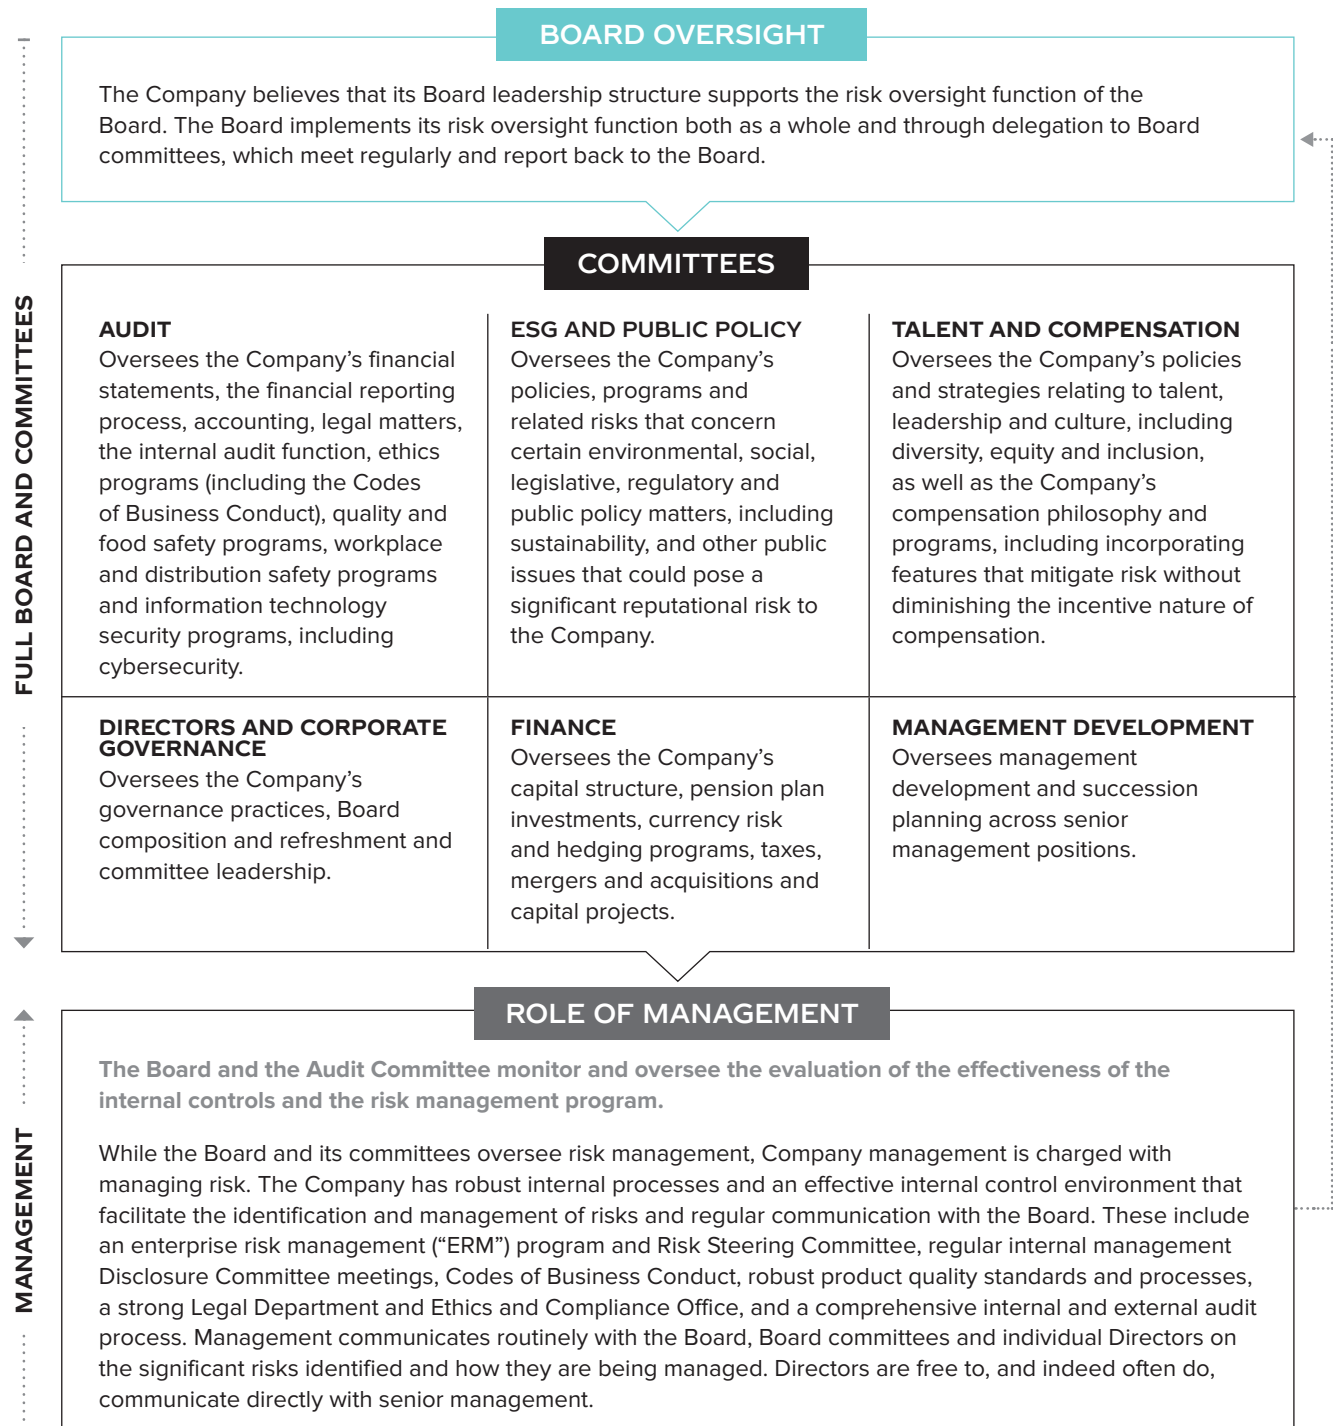 BOARD OVERSIGHT
The Company believes that its Board leadership structure supports the risk oversight function of the
Board. The Board implements its risk oversight function both as a whole and through delegation to Board
committees, which meet regularly and report back to the Board.
FULL BOARD AND COMMITTEES
COMMITTEES
AUDIT
Oversees the Company’s financial
statements, the financial reporting
process, accounting, legal matters,
the internal audit function, ethics
programs (including the Codes
of Business Conduct), quality and
food safety programs, workplace
and distribution safety programs
and information technology
security programs, including
cybersecurity.
ESG AND PUBLIC POLICY
Oversees the Company’s
policies, programs and
related risks that concern
certain environmental, social,
legislative, regulatory and
public policy matters, including
sustainability, and other public
issues that could pose a
significant reputational risk to
the Company.
TALENT AND COMPENSATION
Oversees the Company’s policies
and strategies relating to talent,
leadership and culture, including
diversity, equity and inclusion,
as well as the Company’s
compensation philosophy and
programs, including incorporating
features that mitigate risk without
diminishing the incentive nature of
compensation.
DIRECTORS AND CORPORATE
GOVERNANCE
Oversees the Company’s
governance practices, Board
composition and refreshment and
committee leadership.
FINANCE
Oversees the Company’s
capital structure, pension plan
investments, currency risk
and hedging programs, taxes,
mergers and acquisitions and
capital projects.
MANAGEMENT DEVELOPMENT
Oversees management
development and succession
planning across senior
management positions.
MANAGEMENT
ROLE OF MANAGEMENT
The Board and the Audit Committee monitor and oversee the evaluation of the effectiveness of the
internal controls and the risk management program.
While the Board and its committees oversee risk management, Company management is charged with
managing risk. The Company has robust internal processes and an effective internal control environment that
facilitate the identification and management of risks and regular communication with the Board. These include
an enterprise risk management (“ERM”) program and Risk Steering Committee, regular internal management
Disclosure Committee meetings, Codes of Business Conduct, robust product quality standards and processes,
a strong Legal Department and Ethics and Compliance Office, and a comprehensive internal and external audit
process. Management communicates routinely with the Board, Board committees and individual Directors on
the significant risks identified and how they are being managed. Directors are free to, and indeed often do,
communicate directly with senior management.